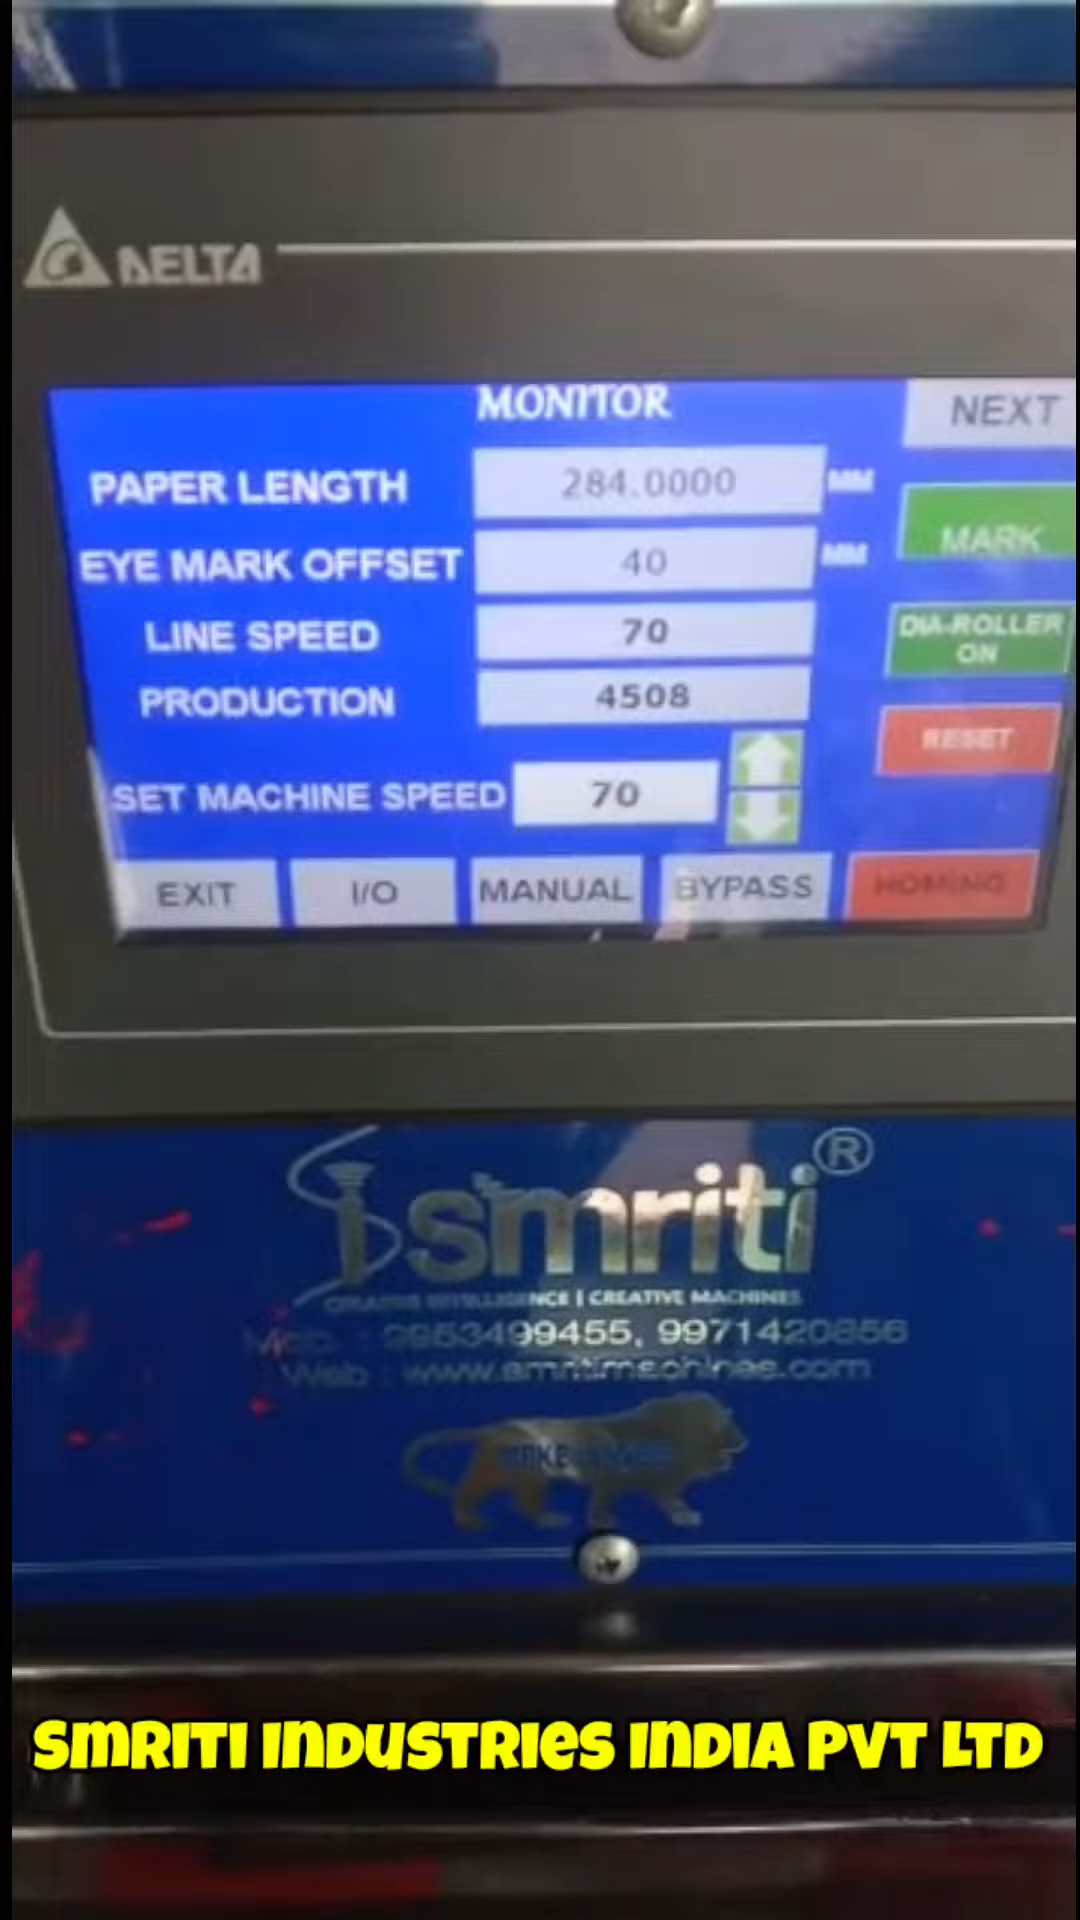 DELTA
MONITOR
NEXT
PAPER LENGTH 284.0000 MM
MARK
EYE MARK OFFSET 40 MM
LINE SPEED 70
DIA-ROLLER
ON
PRODUCTION 4508
RESET
SET MACHINE SPEED 70
EXIT I/O MANUAL BYPASS HOMING
smriti ®
CREATIVE INTELLIGENCE | CREATIVE MACHINES
Mob. : 9953499455, 9971420856
Web : www.smritimachines.com
SMRITI INDUSTRIES INDIA PVT LTD